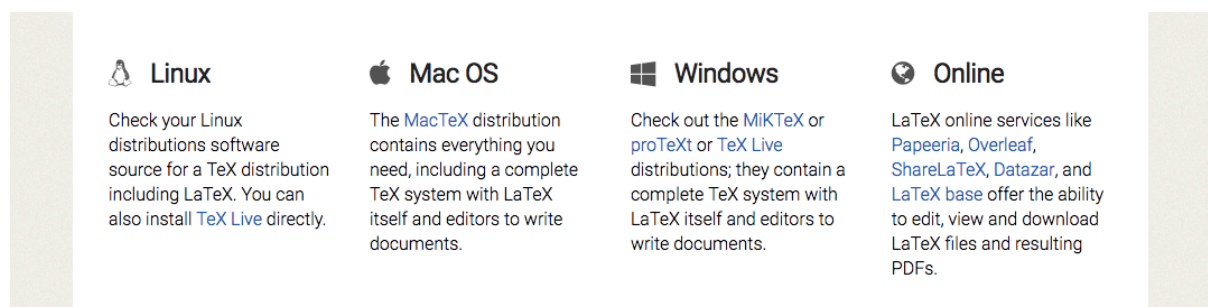 Linux
Check your Linux
distributions software
source for a TeX distribution
including LaTeX. You can
also install TeX Live directly.
Mac OS
The MacTeX distribution
contains everything you
need, including a complete
TeX system with LaTeX
itself and editors to write
documents.
Windows
Check out the MiKTeX or
proTeXt or TeX Live
distributions; they contain a
complete TeX system with
LaTeX itself and editors to
write documents.
Online
LaTeX online services like
Papeeria, Overleaf,
ShareLaTeX, Datazar, and
LaTeX base offer the ability
to edit, view and download
LaTeX files and resulting
PDFs.